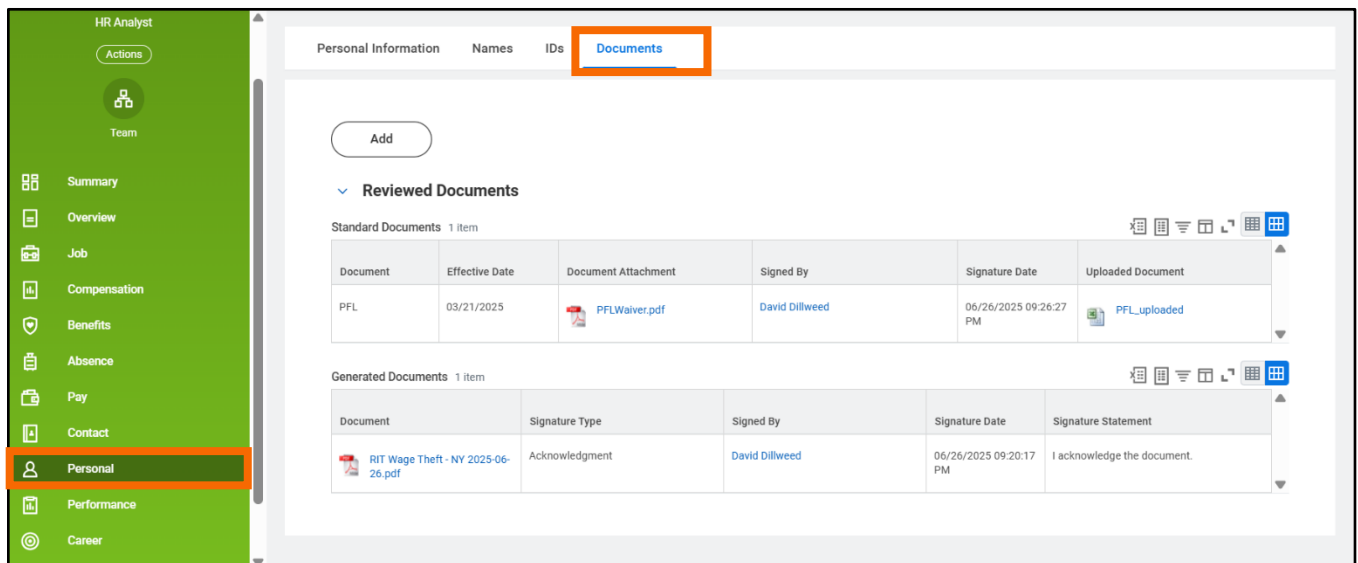 HR Analyst
Actions
Team
Summary
Overview
Job
Compensation
Benefits
Absence
Pay
Contact
Personal
Performance
Career
Personal Information Names IDs Documents
Add
Reviewed Documents
Standard Documents 1 item
Document Effective Date Document Attachment Signed By Signature Date Uploaded Document
PFL 03/21/2025 PFLWaiver.pdf David Dillweed 06/26/2025 09:26:27 PFL_uploaded
PM
Generated Documents 1 item
Document Signature Type Signed By Signature Date Signature Statement
RIT Wage Theft - NY 2025-06- Acknowledgment David Dillweed 06/26/2025 09:20:17 I acknowledge the document.
26.pdf PM